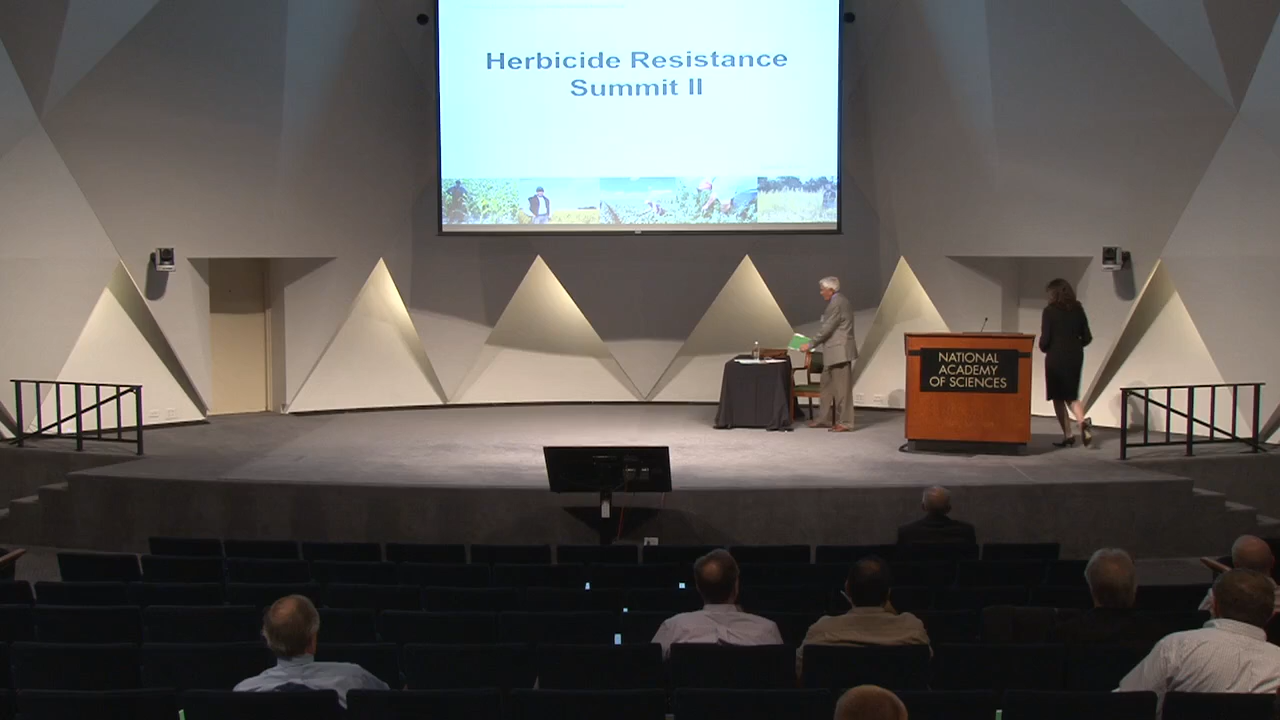 Herbicide Resistance
Summit II
NATIONAL
ACADEMY
OF SCIENCES